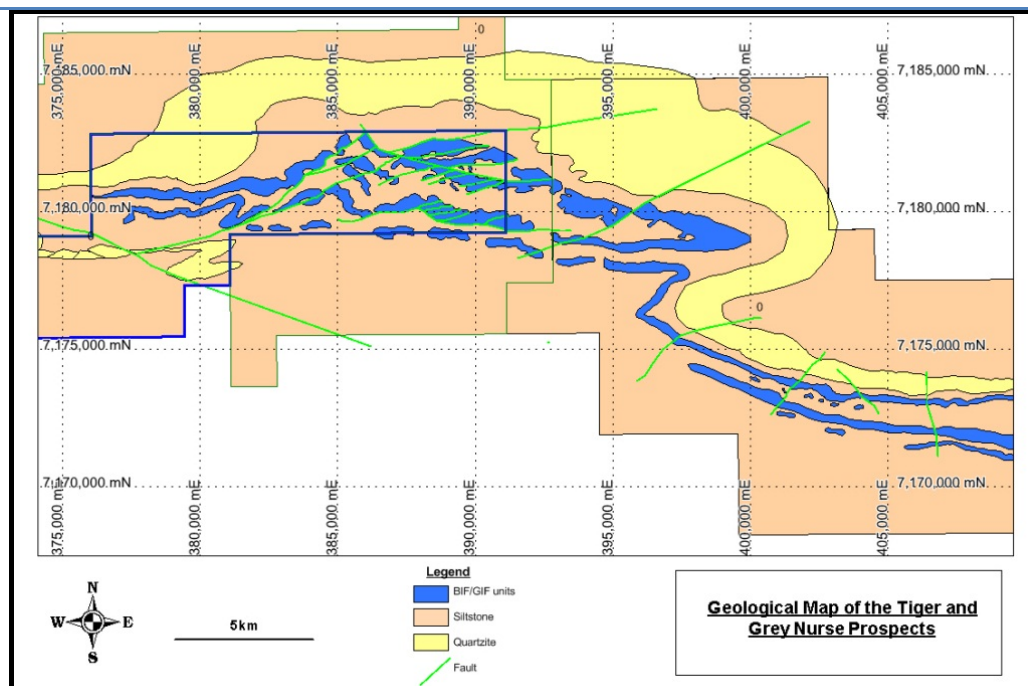 0
7,185,000 mN
7,185,000 mN
375,000 mE
380,000 mE
385,000 mE
390,000 mE
395,000 mE
400,000 mE
405,000 mE
7,180,000 mN
7,180,000 mN
0
7,175,000 mN
7,175,000 mN
7,170,000 mN
7,170,000 mN
375,000 mE
380,000 mE
385,000 mE
390,000 mE
395,000 mE
400,000 mE
405,000 mE
N
W E
S
5km
Legend
BIF/GIF units
Siltstone
Quartzite
Fault
Geological Map of the Tiger and
Grey Nurse Prospects